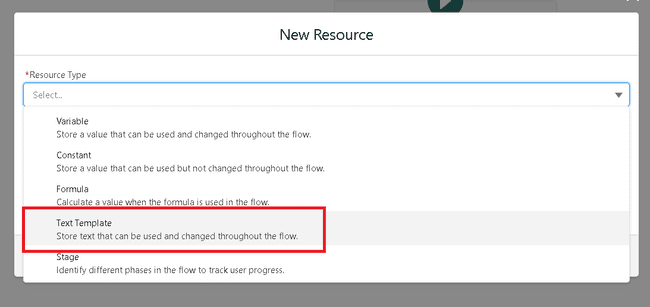 New Resource
*Resource Type
Select...
Variable
Store a value that can be used and changed throughout the flow.
Constant
Store a value that can be used but not changed throughout the flow.
Formula
Calculate a value when the formula is used in the flow.
Text Template
Store text that can be used and changed throughout the flow.
Stage
Identify different phases in the flow to track user progress.